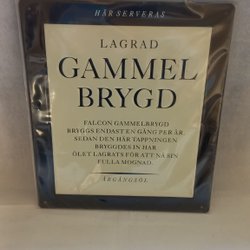 HÄR SERVERAS
LAGRAD
GAMMEL
BRYGD
FALCON GAMMELBRYGD
BRYGGS ENDAST EN GÅNG PER ÅR.
SEDAN DEN HÄR TAPPNINGEN
BRYGGDES IN HAR
ÖLET LAGRATS FÖR ATT NÅ SIN
FULLA MOGNAD.
ÅRGÅNGSÖL